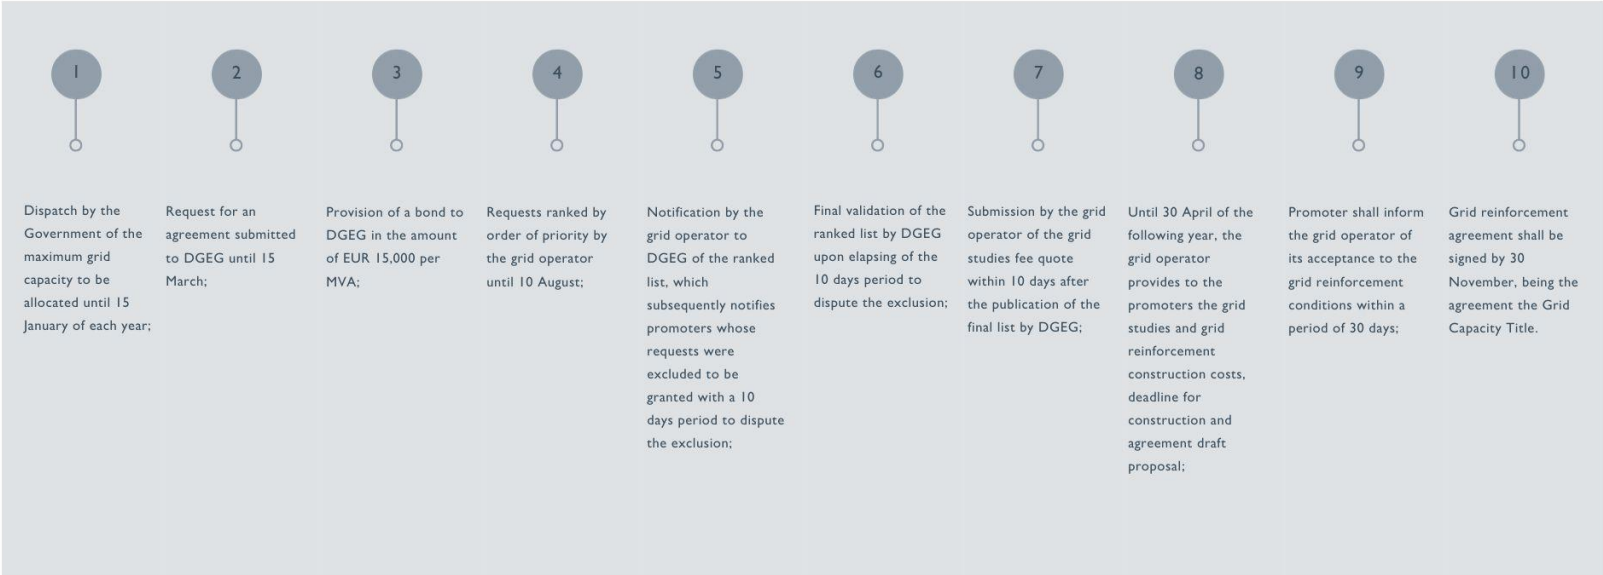 1
2
3
4
5
6
7
8
9
10
Dispatch by the
Government of the
maximum grid
capacity to be
allocated until 15
January of each year;
Request for an
agreement submitted
to DGEG until 15
March;
Provision of a bond to
DGEG in the amount
of EUR 15,000 per
MVA;
Requests ranked by
order of priority by
the grid operator
until 10 August;
Notification by the
grid operator to
DGEG of the ranked
list, which
subsequently notifies
promoters whose
requests were
excluded to be
granted with a 10
days period to dispute
the exclusion;
Final validation of the
ranked list by DGEG
upon elapsing of the
10 days period to
dispute the exclusion;
Submission by the grid
operator of the grid
studies fee quote
within 10 days after
the publication of the
final list by DGEG;
Until 30 April of the
following year, the
grid operator
provides to the
promoters the grid
studies and grid
reinforcement
construction costs,
deadline for
construction and
agreement draft
proposal;
Promoter shall inform
the grid operator of
its acceptance to the
grid reinforcement
conditions within a
period of 30 days;
Grid reinforcement
agreement shall be
signed by 30
November, being the
agreement the Grid
Capacity Title.